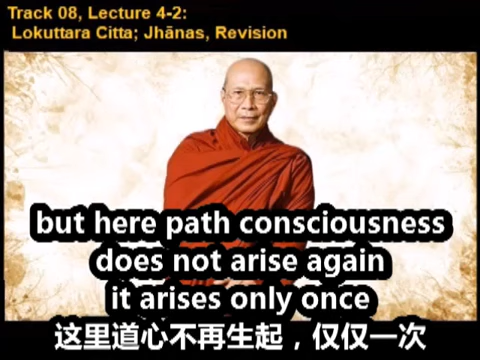 Track 08, Lecture 4-2:
Lokuttara Citta; Jhānas, Revision
but here path consciousness
does not arise again
it arises only once
这里道心不再生起，仅仅一次